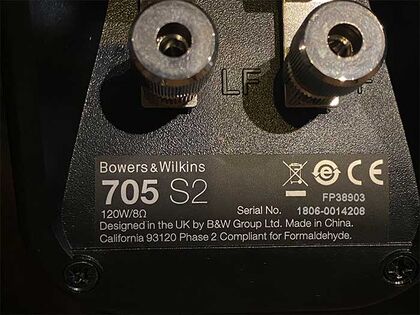 LF
F
Bowers & Wilkins
705 S2
FP38903
120W/8Ω
Serial No. 1806-0014208
Designed in the UK by B&W Group Ltd. Made in China.
California 93120 Phase 2 Compliant for Formaldehyde.